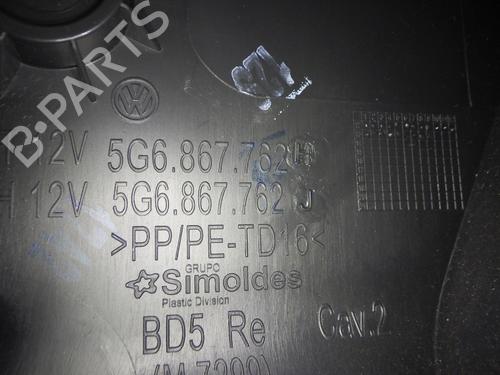 B-PARTS
12V 5G6.867.762
H 12V 5G6.867.762 J
>PP/PE-TD16<
GRUPO
Simoldes
Plastic Division
BD5 Re
Cav.2
(M.7299)